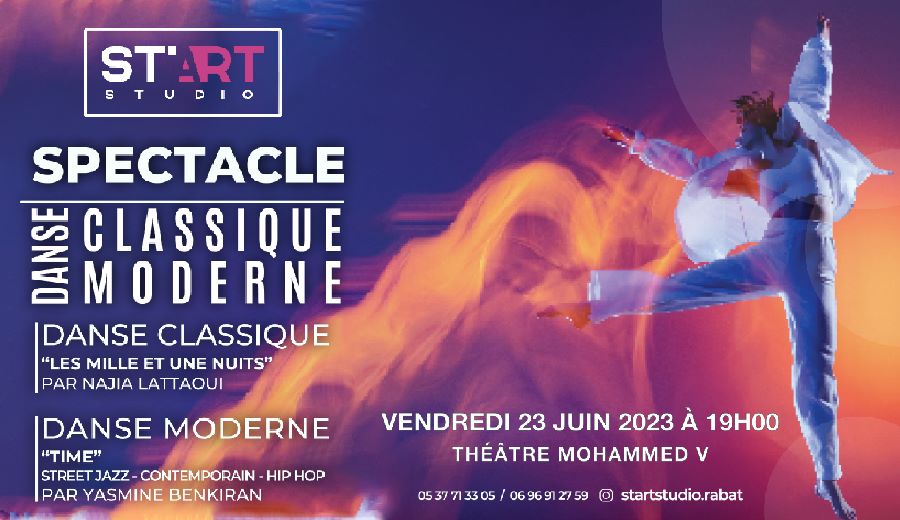 ST'ART
STUDIO
SPECTACLE
DANSE
CLASSIQUE
MODERNE
DANSE CLASSIQUE
“LES MILLE ET UNE NUITS”
PAR NAJIA LATTAOUI
DANSE MODERNE
“TIME”
STREET JAZZ - CONTEMPORAIN - HIP HOP
PAR YASMINE BENKIRAN
VENDREDI 23 JUIN 2023 À 19H00
THÉÂTRE MOHAMMED V
05 37 71 33 05 / 06 96 91 27 59 startstudio.rabat